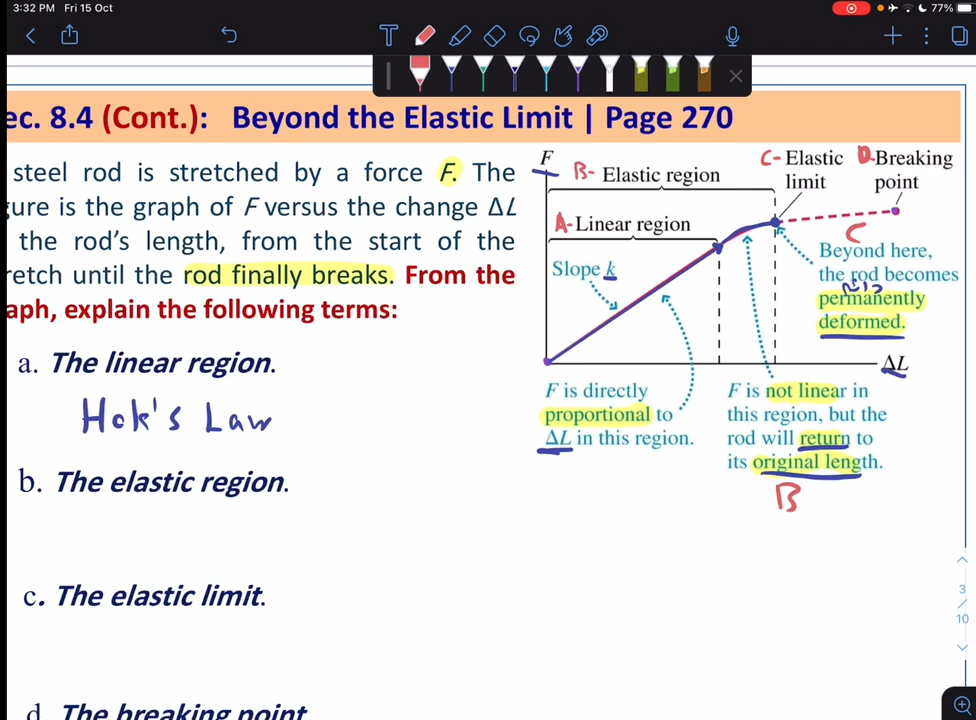 3:32 PM Fri 15 Oct
77%
ec. 8.4 (Cont.): Beyond the Elastic Limit | Page 270
steel rod is stretched by a force F. The
gure is the graph of F versus the change ΔL
the rod's length, from the start of the
retch until the rod finally breaks. From the
aph, explain the following terms:
a. The linear region.
Hok's Law
b. The elastic region.
c. The elastic limit.
d. The breaking point
F
B- Elastic region
C- Elastic
limit
D-Breaking
point
A-Linear region
Slope k
C
Beyond here,
the rod becomes
permanently
deformed.
ΔL
F is directly
proportional to
ΔL in this region.
F is not linear in
this region, but the
rod will return to
its original length.
B
3
/
10